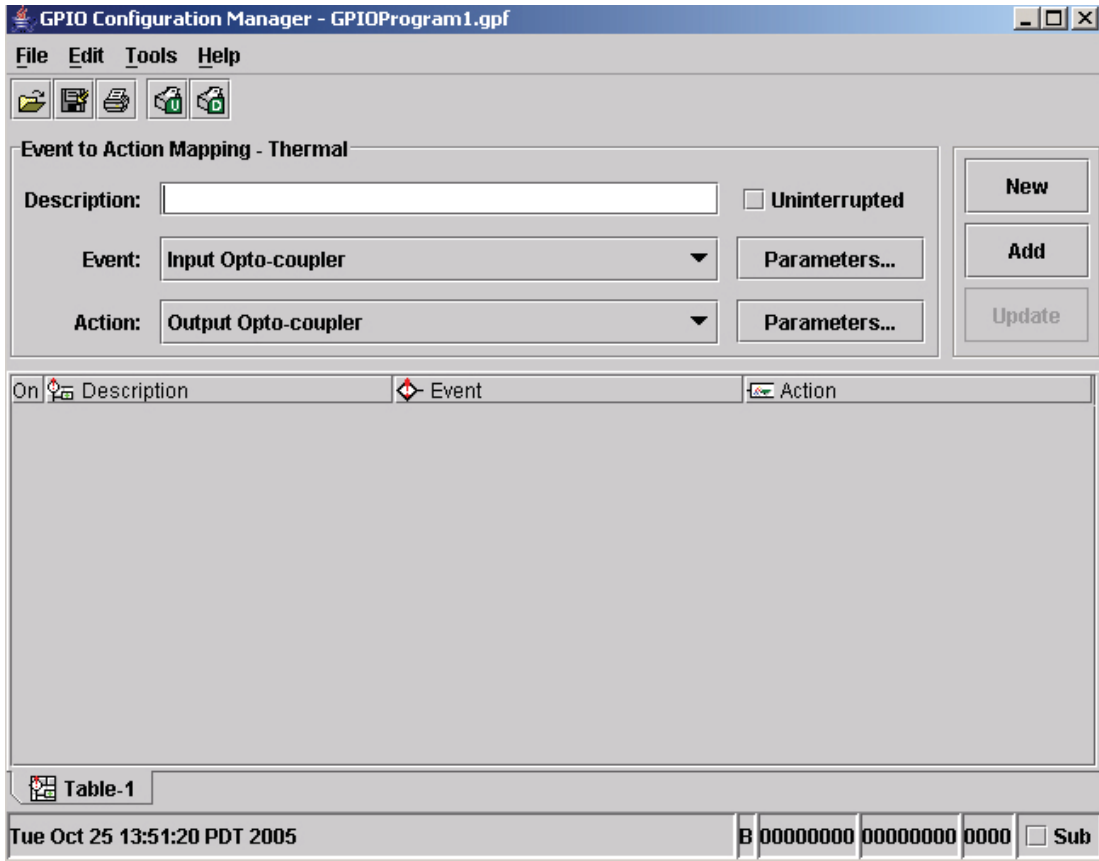 GPIO Configuration Manager - GPIOProgram1.gpf
File Edit Tools Help
U D
Event to Action Mapping - Thermal
Description: Uninterrupted
New
Event: Input Opto-coupler Parameters...
Add
Action: Output Opto-coupler Parameters...
Update
On Description Event Action
Table-1
Tue Oct 25 13:51:20 PDT 2005 B 00000000 00000000 0000 Sub